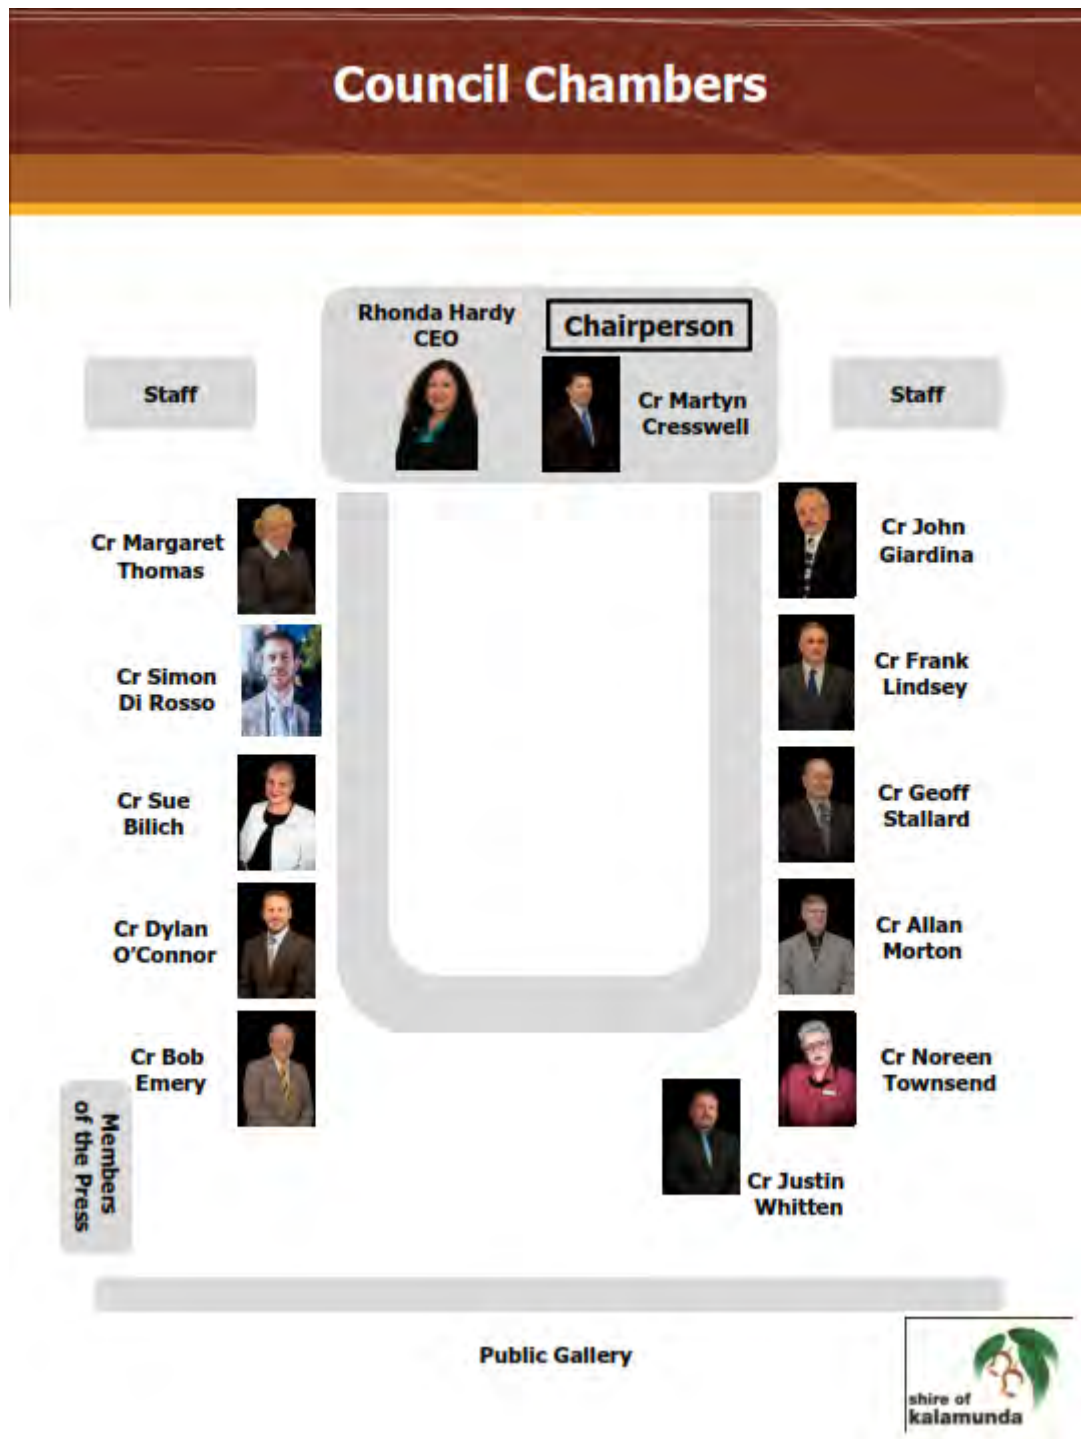 Council Chambers
Rhonda Hardy
CEO
Chairperson
Cr Martyn
Cresswell
Staff
Staff
Cr Margaret
Thomas
Cr Simon
Di Rosso
Cr Sue
Bilich
Cr Dylan
O'Connor
Cr Bob
Emery
Cr John
Giardina
Cr Frank
Lindsey
Cr Geoff
Stallard
Cr Allan
Morton
Cr Noreen
Townsend
Cr Justin
Whitten
Members
of the Press
Public Gallery
shire of
kalamunda